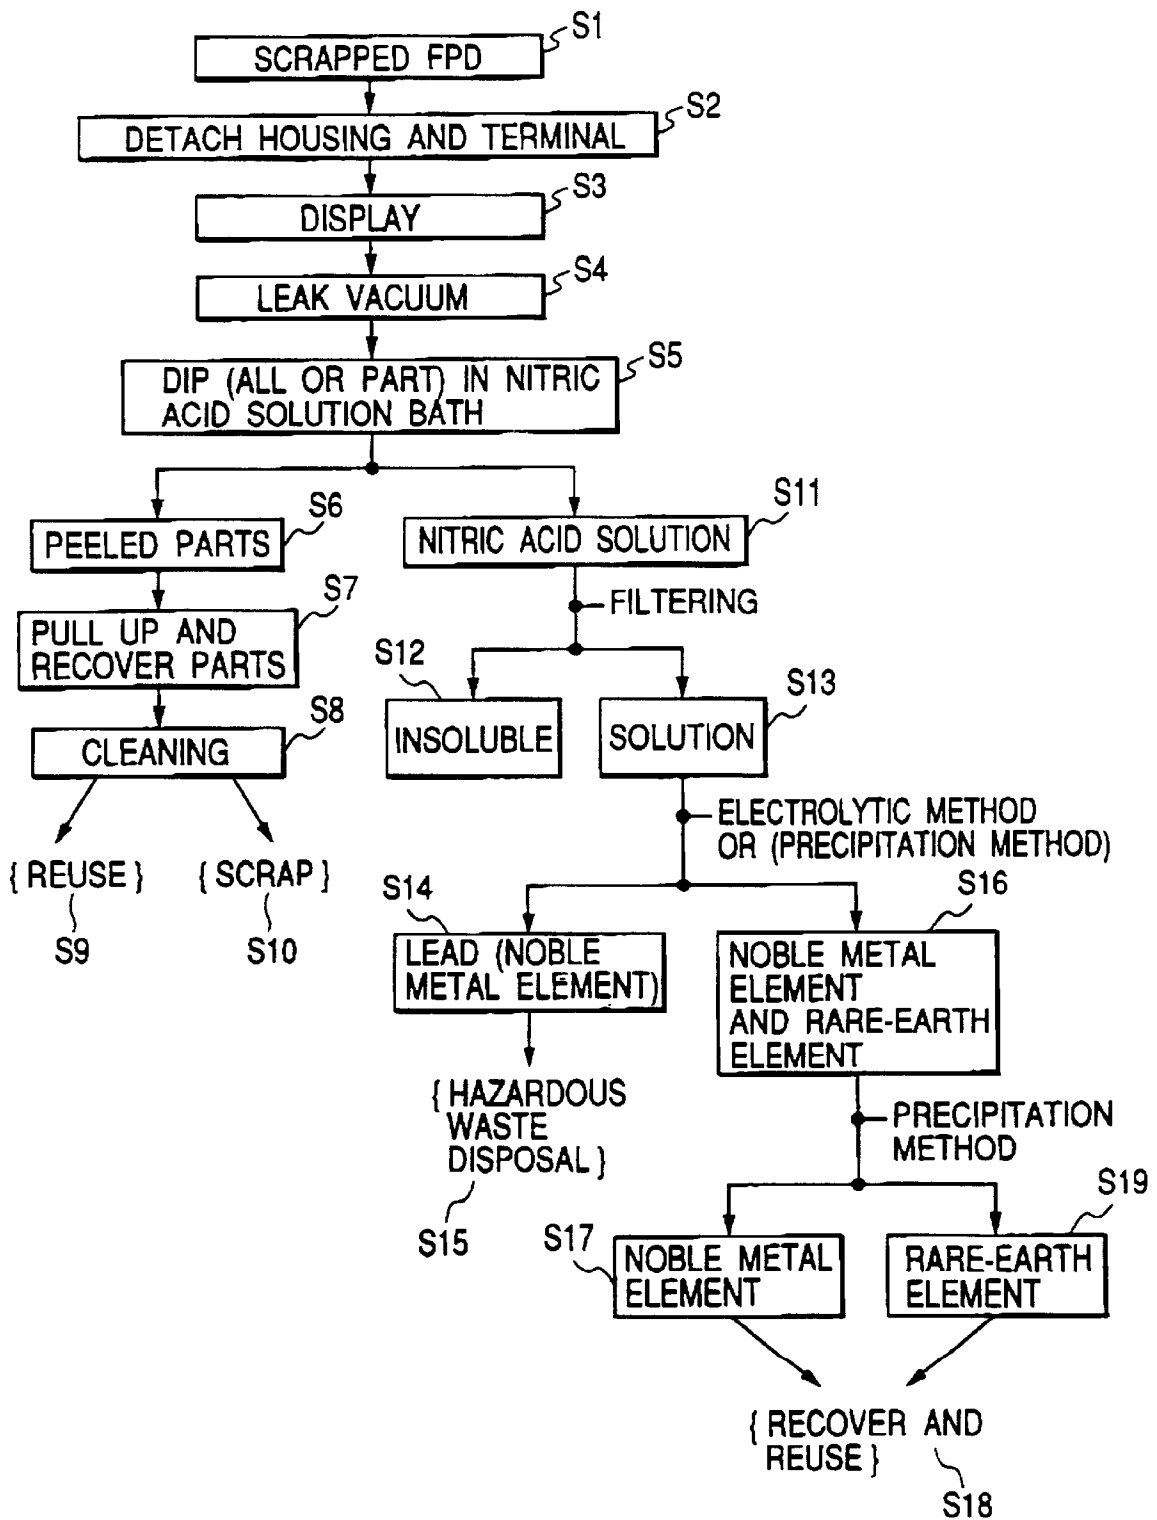 S1
SCRAPPED FPD
S2
DETACH HOUSING AND TERMINAL
S3
DISPLAY
S4
LEAK VACUUM
S5
DIP (ALL OR PART) IN NITRIC
ACID SOLUTION BATH
S6
PEELED PARTS
S7
PULL UP AND
RECOVER PARTS
S8
CLEANING
{REUSE}
{SCRAP}
S9
S10
S11
NITRIC ACID SOLUTION
FILTERING
S12
INSOLUBLE
S13
SOLUTION
ELECTROLYTIC METHOD
OR (PRECIPITATION METHOD)
S14
LEAD (NOBLE
METAL ELEMENT)
{HAZARDOUS
WASTE
DISPOSAL}
S15
S16
NOBLE METAL
ELEMENT
AND RARE-EARTH
ELEMENT
PRECIPITATION
METHOD
S17
NOBLE METAL
ELEMENT
S19
RARE-EARTH
ELEMENT
{RECOVER AND
REUSE}
S18